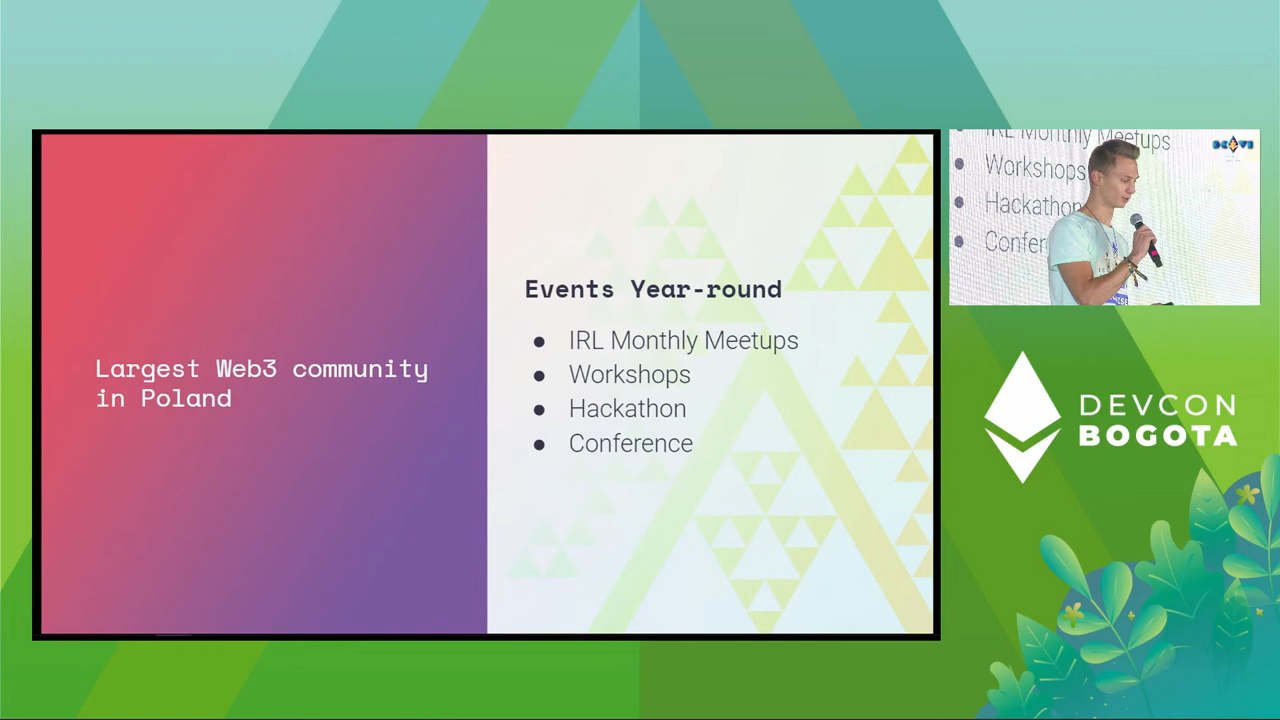 Largest Web3 community
in Poland
Events Year-round
● IRL Monthly Meetups
● Workshops
● Hackathon
● Conference
IRL Monthly Meetups
● Workshops
● Hackathon
● Confer
DEVCON
BOGOTA